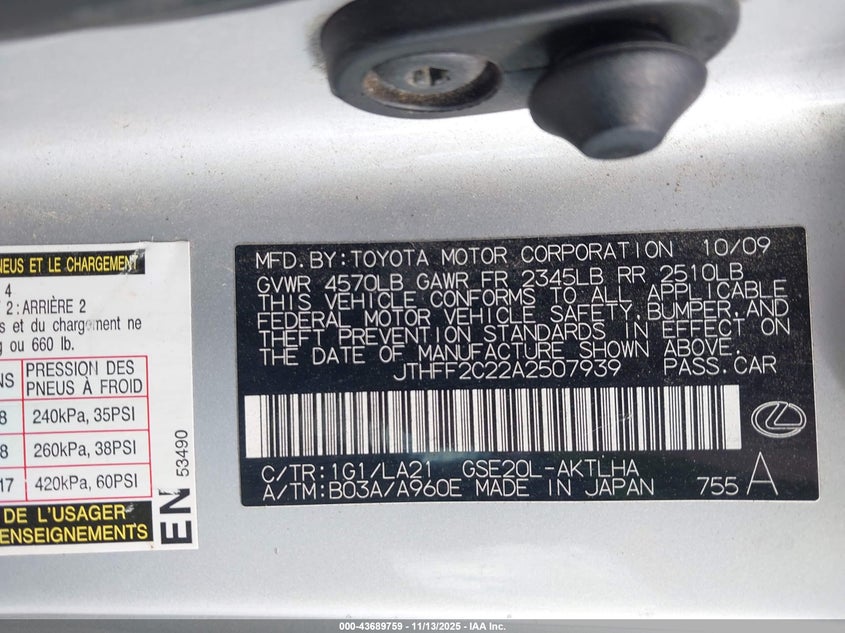 MFD.BY:TOYOTA MOTOR CORPORATION 10/09
GVWR 4570LB GAWR FR 2345LB RR 2510LB
THIS VEHICLE CONFORMS TO ALL APPLICABLE
FEDERAL MOTOR VEHICLE SAFETY,BUMPER,AND
THEFT PREVENTION STANDARDS IN EFFECT ON
THE DATE OF MANUFACTURE SHOWN ABOVE.
JTHFF2C22A2507939 PASS.CAR
C/TR:1G1/LA21 GSE20L-AKTLHA
A/TM:B03A/A960E MADE IN JAPAN 755 A
NEUS ET LE CHARGEMENT
4
2:ARRIÈRE 2
s et du chargement ne
g ou 660 lb.
NS PRESSION DES
PNEUS À FROID
8 240kPa, 35PSI
8 260kPa, 38PSI
17 420kPa, 60PSI
DE L'USAGER
ENSEIGNEMENTS
EN 53490
000-43689759 - 11/13/2025 - IAA Inc.